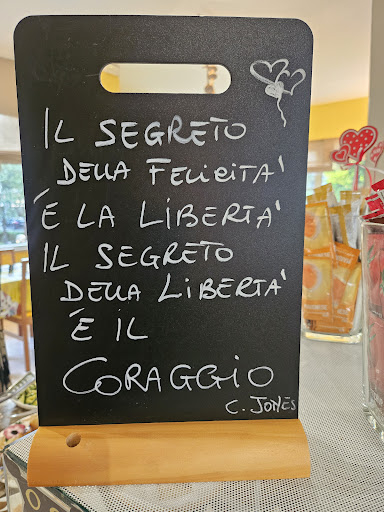 IL SEGRETO
DELLA FELICITA'
É LA LIBERTA'
IL SEGRETO
DELLA LIBERTA'
É IL
CORAGGIO
C. JONES